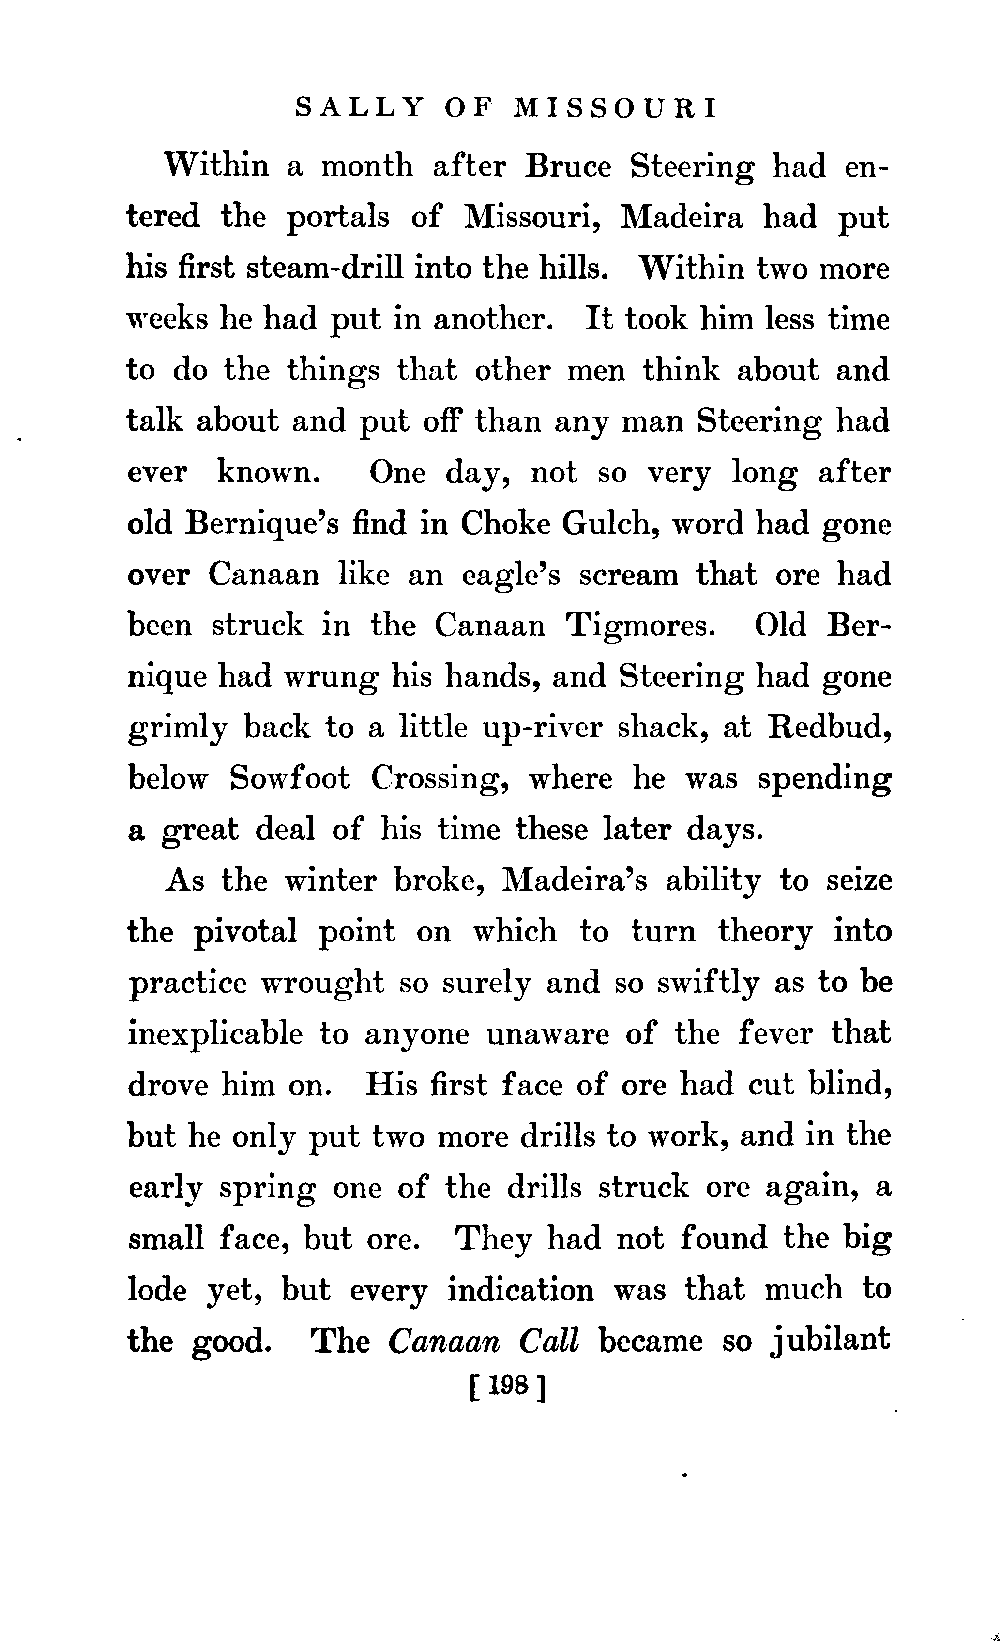 SALLY OF MISSOURI
Within a month after Bruce Steering had en-
tered the portals of Missouri, Madeira had put
his first steam-drill into the hills. Within two more
weeks he had put in another. It took him less time
to do the things that other men think about and
talk about and put off than any man Steering had
ever known. One day, not so very long after
old Bernique's find in Choke Gulch, word had gone
over Canaan like an eagle's scream that ore had
been struck in the Canaan Tigmores. Old Ber-
nique had wrung his hands, and Steering had gone
grimly back to a little up-river shack, at Redbud,
below Sowfoot Crossing, where he was spending
a great deal of his time these later days.
As the winter broke, Madeira's ability to seize
the pivotal point on which to turn theory into
practice wrought so surely and so swiftly as to be
inexplicable to anyone unaware of the fever that
drove him on. His first face of ore had cut blind,
but he only put two more drills to work, and in the
early spring one of the drills struck ore again, a
small face, but ore. They had not found the big
lode yet, but every indication was that much to
the good. The Canaan Call became so jubilant
[ 198 ]